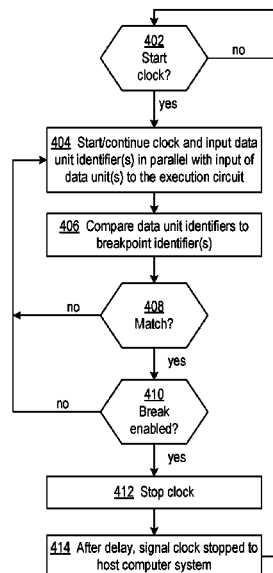 402
Start
clock?
no
yes
404 Start/continue clock and input data
unit identifier(s) in parallel with input of
data unit(s) to the execution circuit
406 Compare data unit identifiers to
breakpoint identifier(s)
408
Match?
no
yes
410
Break
enabled?
no
yes
412 Stop clock
414 After delay, signal clock stopped to
host computer system